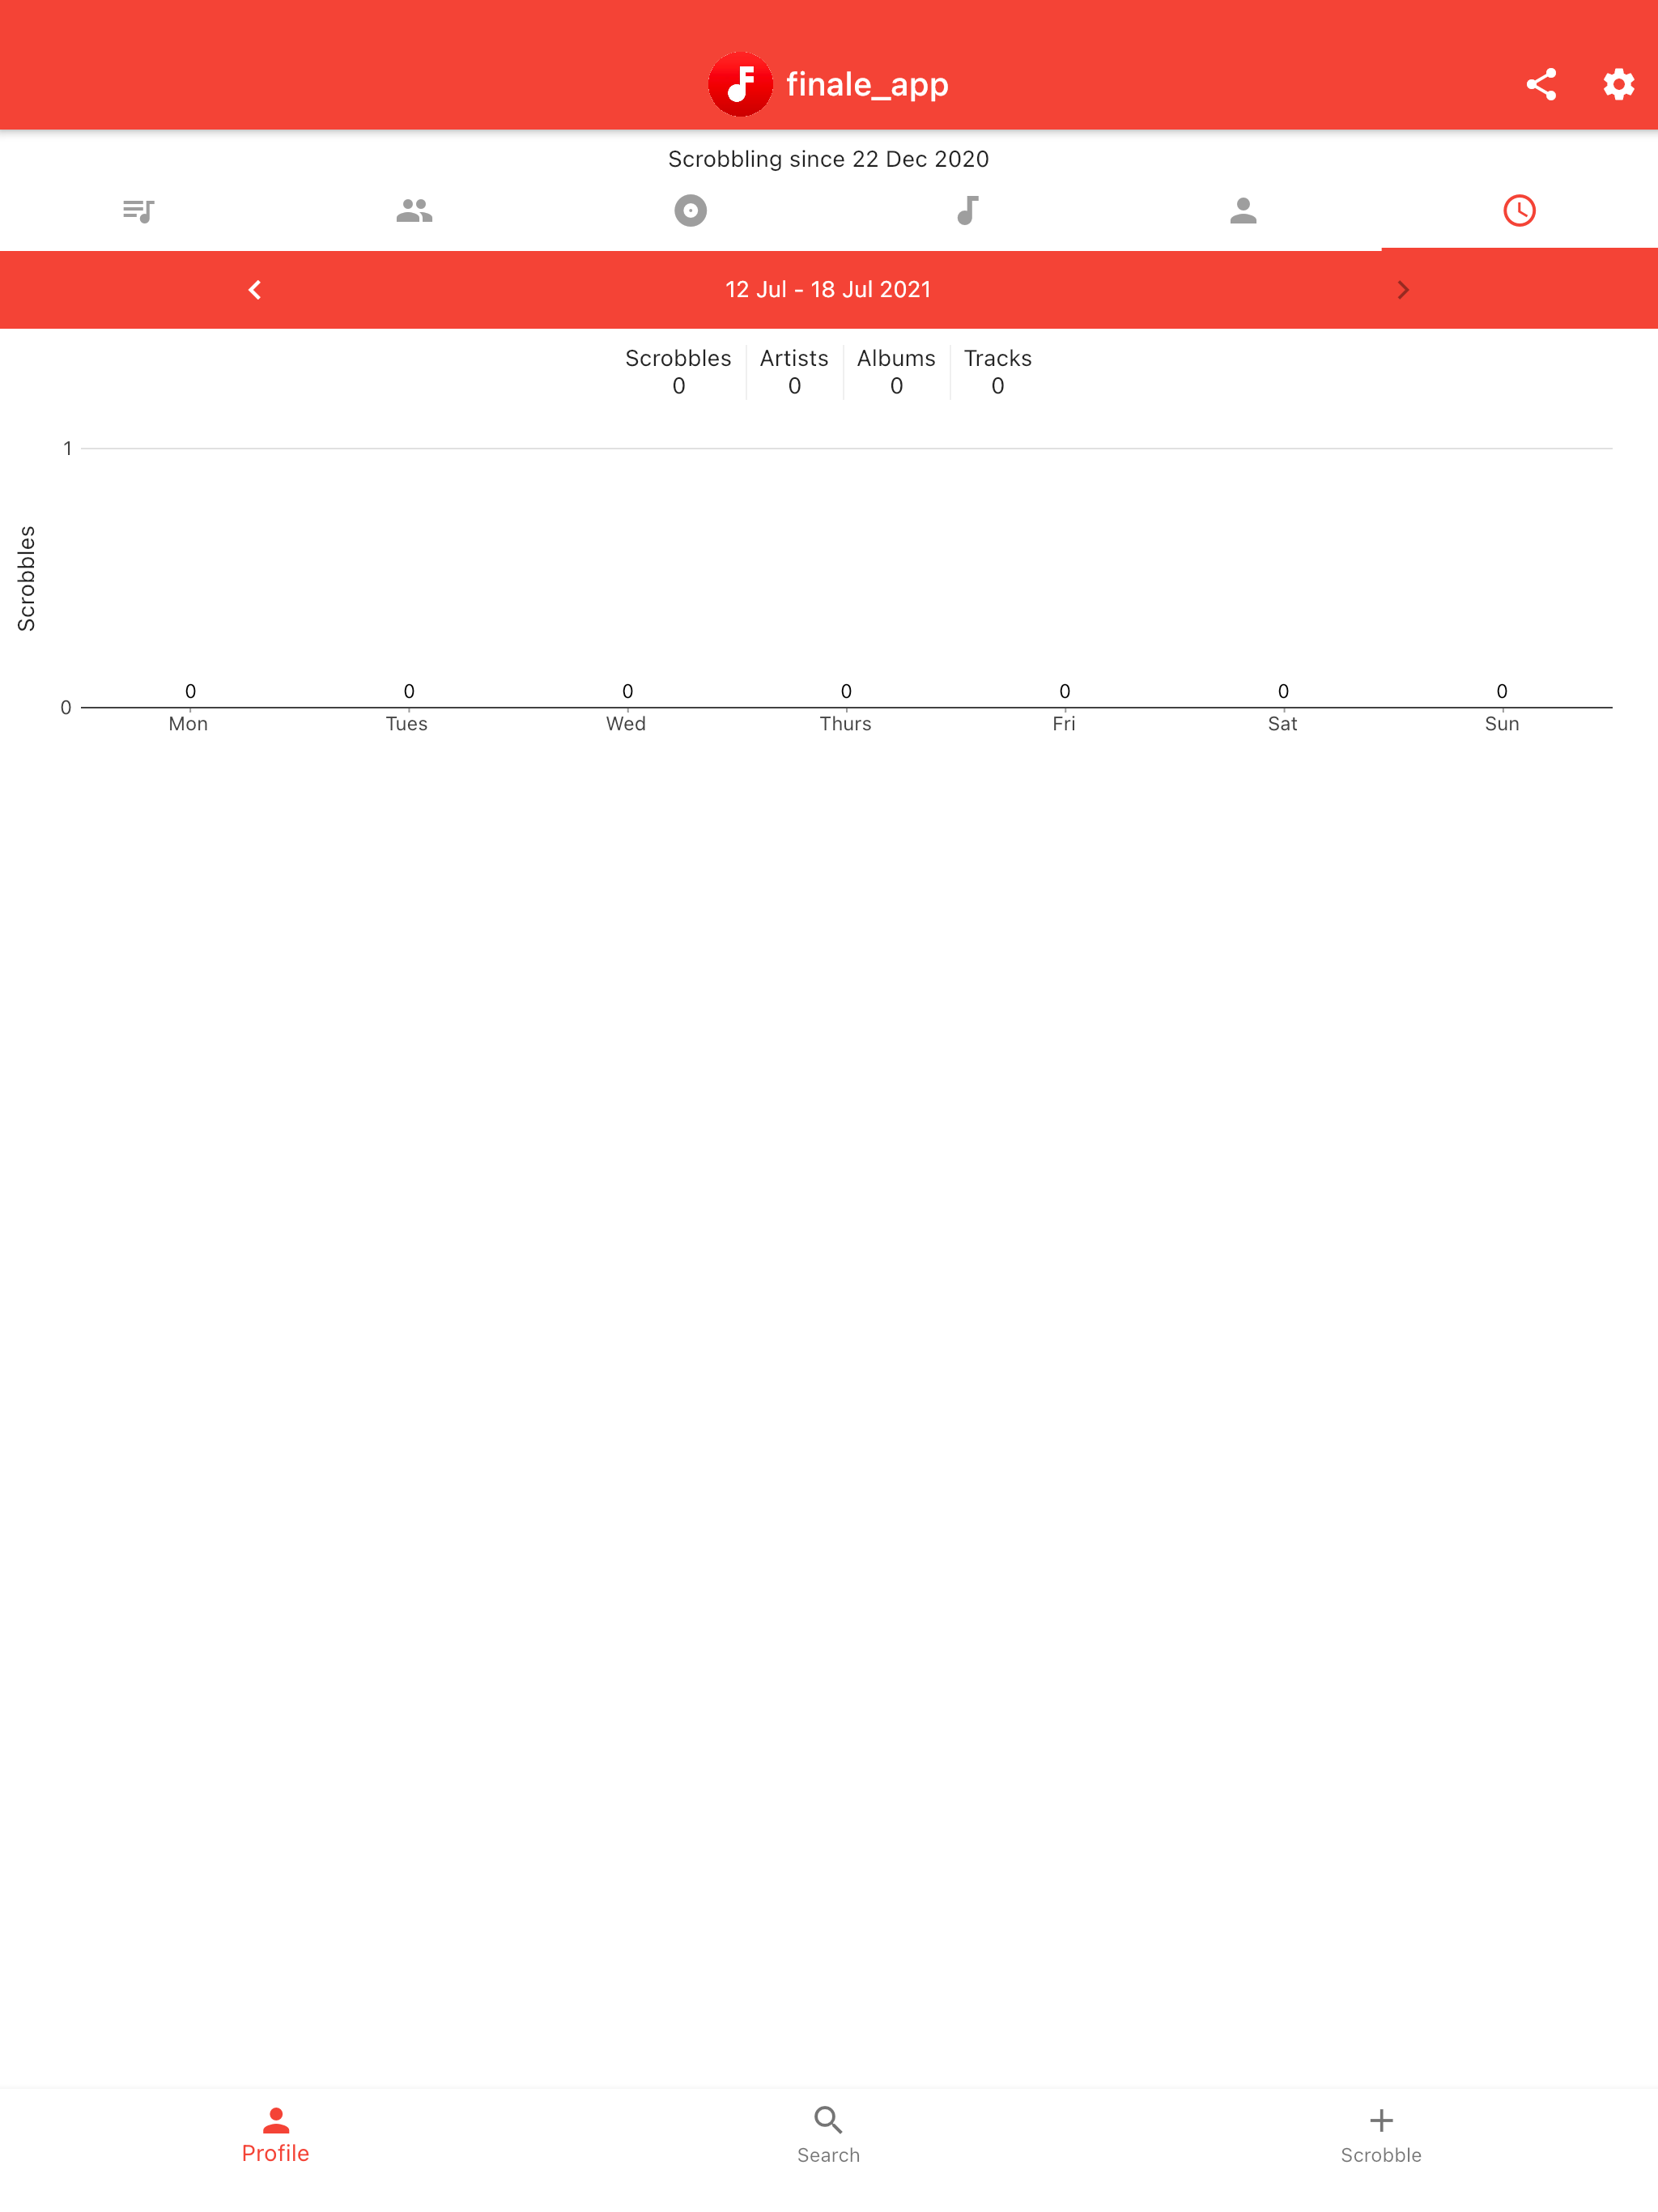 finale_app
Scrobbling since 22 Dec 2020
12 Jul - 18 Jul 2021
Scrobbles Artists Albums Tracks
0 0 0 0
1
Scrobbles
0 0 0 0 0 0 0
0
Mon Tues Wed Thurs Fri Sat Sun
Profile Search Scrobble